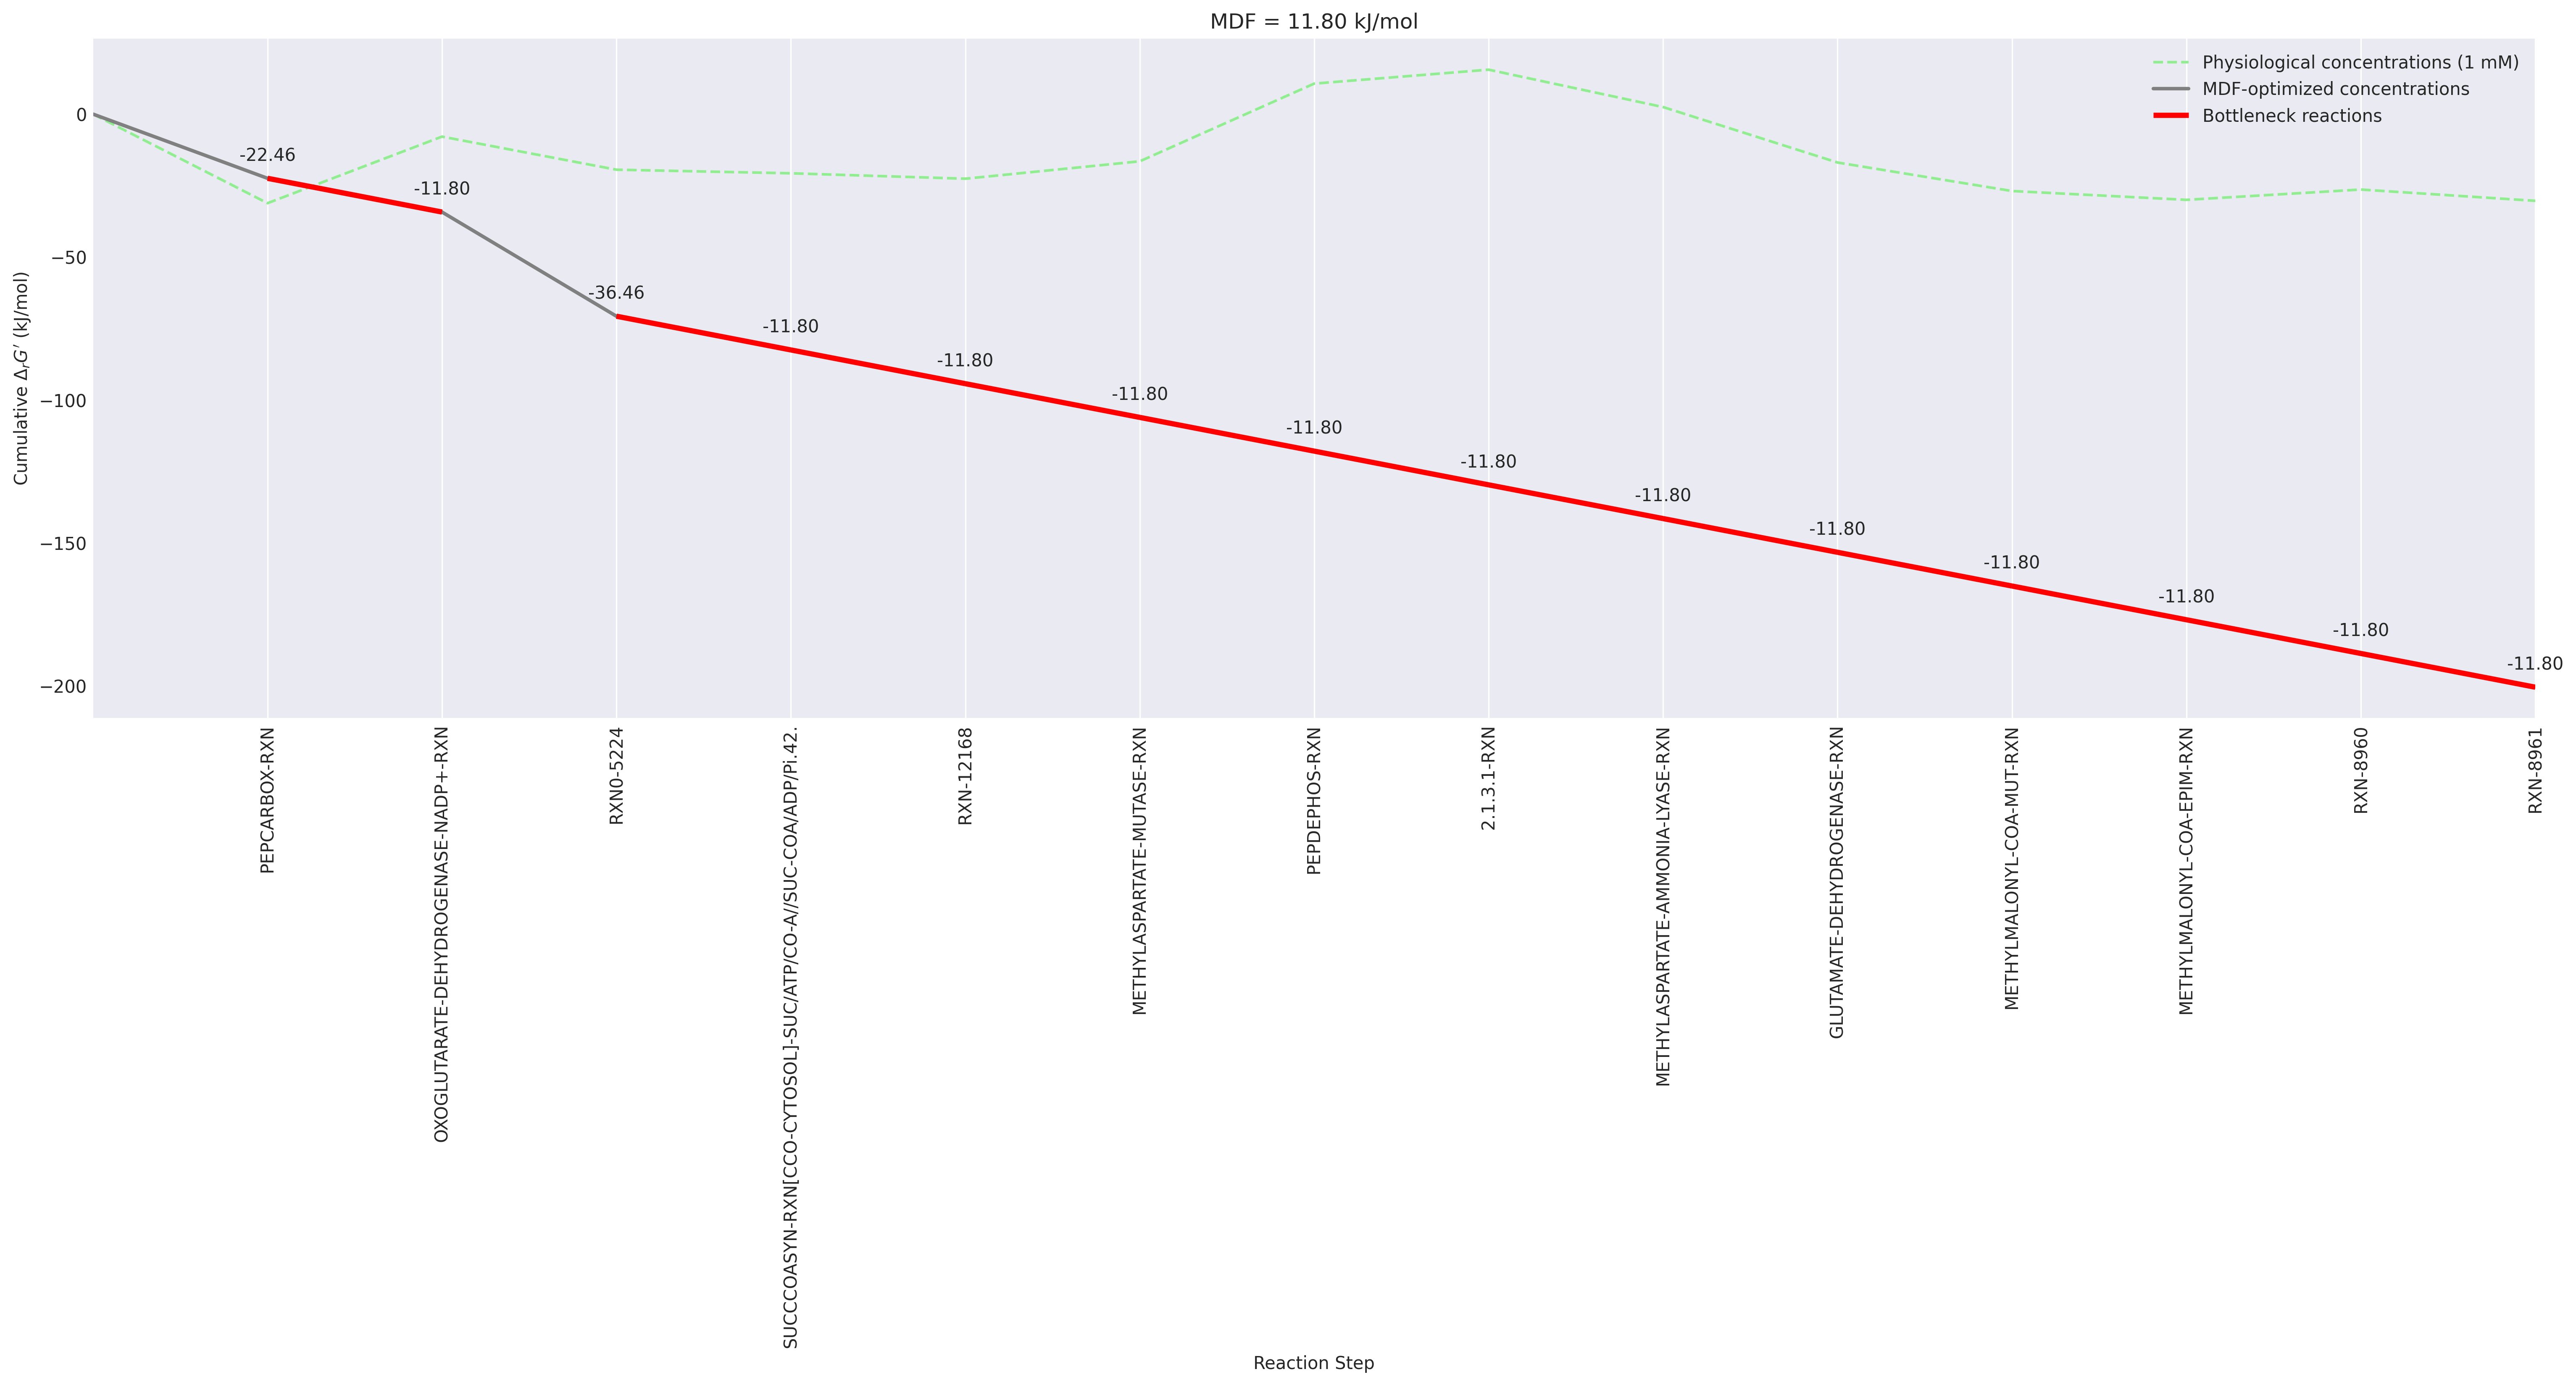 MDF = 11.80 kJ/mol
Physiological concentrations (1 mM)
MDF-optimized concentrations
Bottleneck reactions
Cumulative ΔrG′ (kJ/mol)
0
−50
−100
−150
−200
-22.46
-11.80
-36.46
-11.80
-11.80
-11.80
-11.80
-11.80
-11.80
-11.80
-11.80
-11.80
-11.80
-11.80
PEPCARBOX-RXN
OXOGLUTARATE-DEHYDROGENASE-NADP+-RXN
RXN0-5224
SUCCCOASYN-RXN[CCO-CYTOSOL]-SUC/ATP/CO-A//SUC-COA/ADP/Pi.42.
RXN-12168
METHYLASPARTATE-MUTASE-RXN
PEPDEPHOS-RXN
2.1.3.1-RXN
METHYLASPARTATE-AMMONIA-LYASE-RXN
GLUTAMATE-DEHYDROGENASE-RXN
METHYLMALONYL-COA-MUT-RXN
METHYLMALONYL-COA-EPIM-RXN
RXN-8960
RXN-8961
Reaction Step